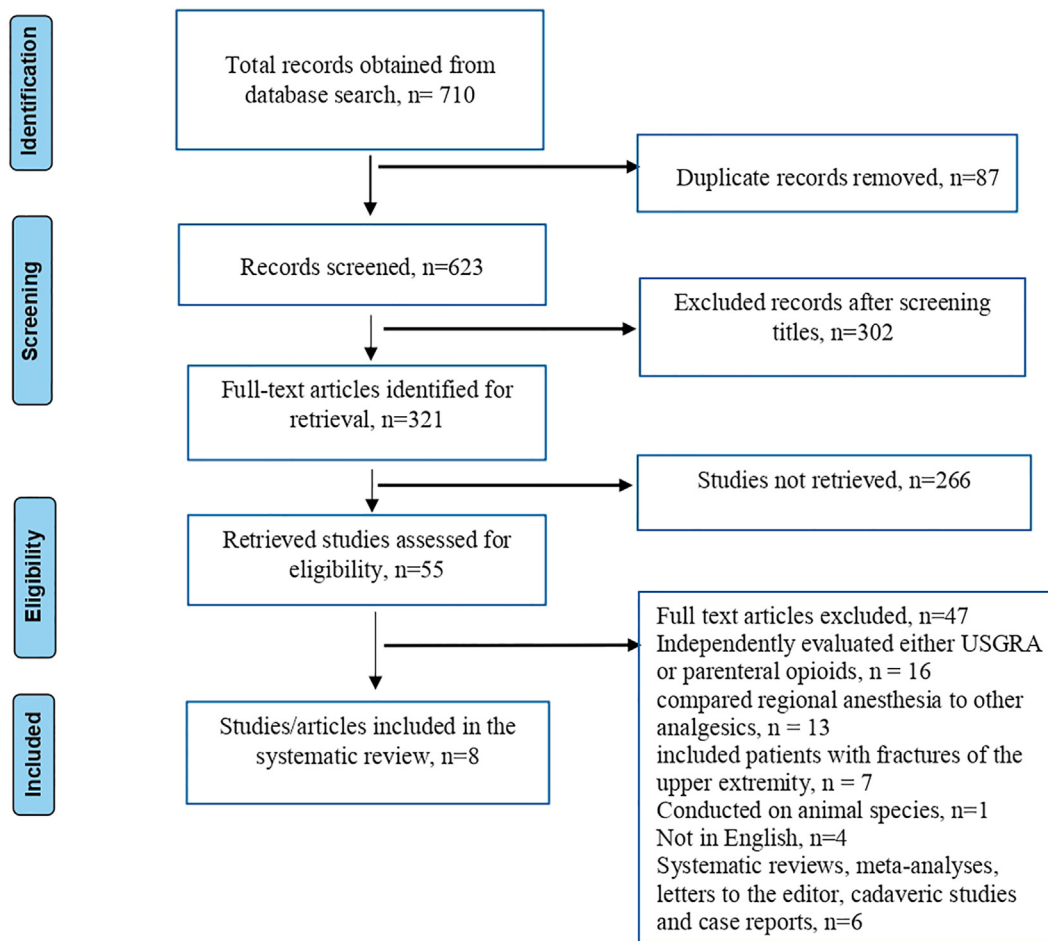 Identification
Total records obtained from
database search, n= 710
Duplicate records removed, n=87
Screening
Records screened, n=623
Excluded records after screening
titles, n=302
Full-text articles identified for
retrieval, n=321
Studies not retrieved, n=266
Eligibility
Retrieved studies assessed for
eligibility, n=55
Full text articles excluded, n=47
Independently evaluated either USGRA
or parenteral opioids, n = 16
compared regional anesthesia to other
analgesics, n = 13
included patients with fractures of the
upper extremity, n = 7
Conducted on animal species, n=1
Not in English, n=4
Systematic reviews, meta-analyses,
letters to the editor, cadaveric studies
and case reports, n=6
Included
Studies/articles included in the
systematic review, n=8